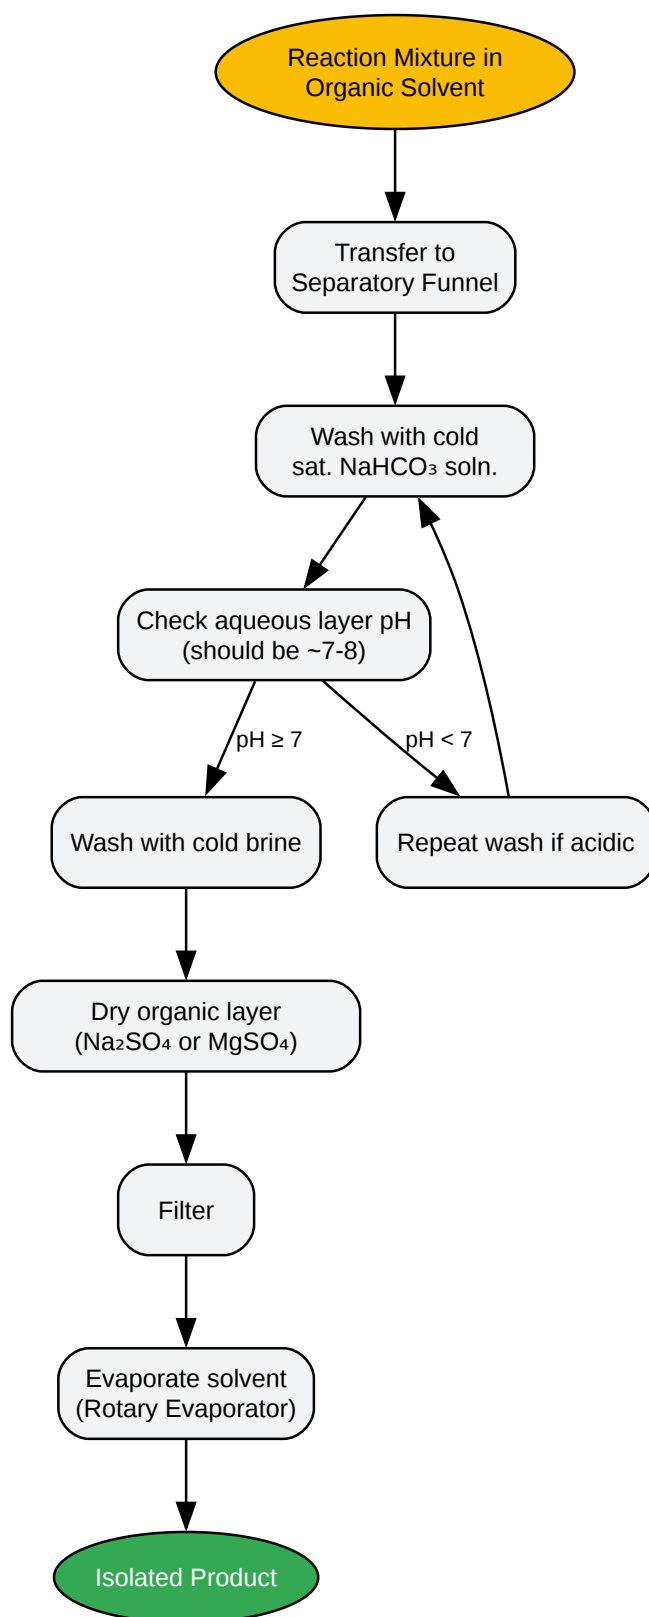 Reaction Mixture in
Organic Solvent
Transfer to
Separatory Funnel
Wash with cold
sat. NaHCO₃ soln.
Check aqueous layer pH
(should be ~7-8)
pH ≥ 7
pH < 7
Wash with cold brine
Repeat wash if acidic
Dry organic layer
(Na₂SO₄ or MgSO₄)
Filter
Evaporate solvent
(Rotary Evaporator)
Isolated Product